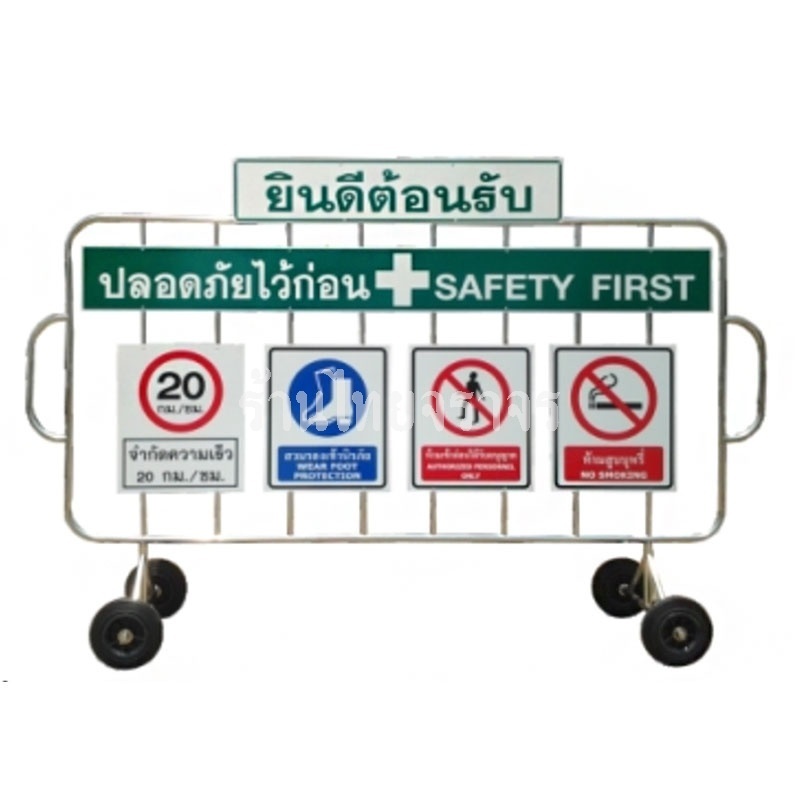 ยินดีต้อนรับ
ปลอดภัยไว้ก่อน SAFETY FIRST
20
กม./ชม.
จำกัดความเร็ว
20 กม./ชม.
สวมรองเท้านิรภัย
WEAR FOOT
PROTECTION
ห้ามเข้าก่อนได้รับอนุญาต
AUTHORIZED PERSONNEL
ONLY
ห้ามสูบบุหรี่
NO SMOKING
ร้านไทยจราจร